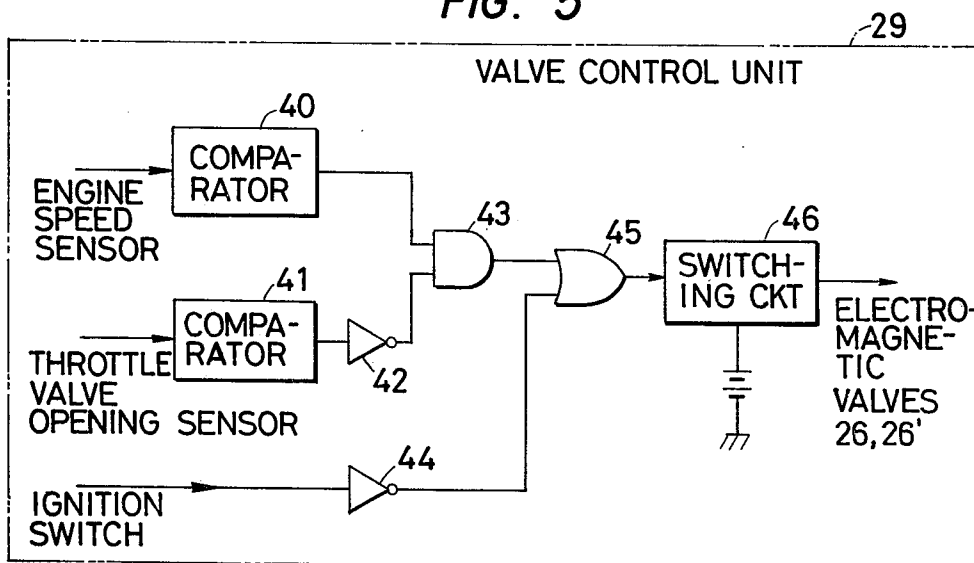 FIG. 5
29
VALVE CONTROL UNIT
40
COMPA-
RATOR
ENGINE
SPEED
SENSOR
43
45
46
SWITCH-
ING CKT
41
COMPA-
RATOR
42
THROTTLE
VALVE
OPENING SENSOR
ELECTRO-
MAGNE-
TIC
VALVES
26, 26'
44
IGNITION
SWITCH